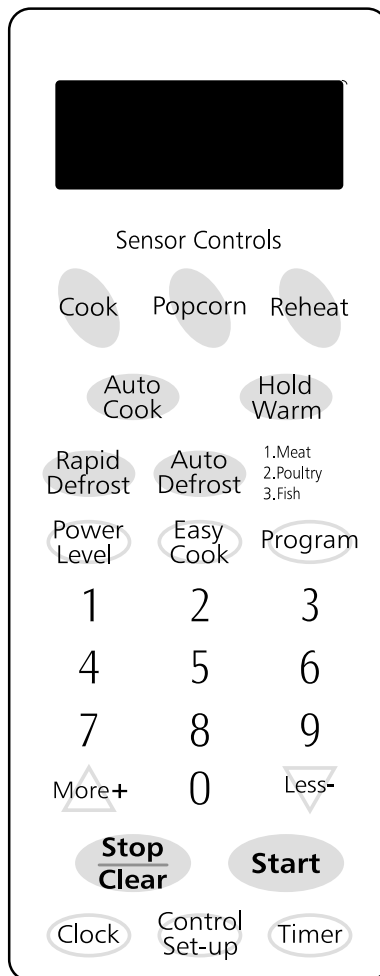 Sensor Controls
Cook Popcorn Reheat
Auto
Cook
Hold
Warm
Rapid
Defrost
Auto
Defrost
1.Meat
2.Poultry
3.Fish
Power
Level
Easy
Cook
Program
1 2 3
4 5 6
7 8 9
More+ 0 Less-
Stop
Clear
Start
Clock
Control
Set-up
Timer